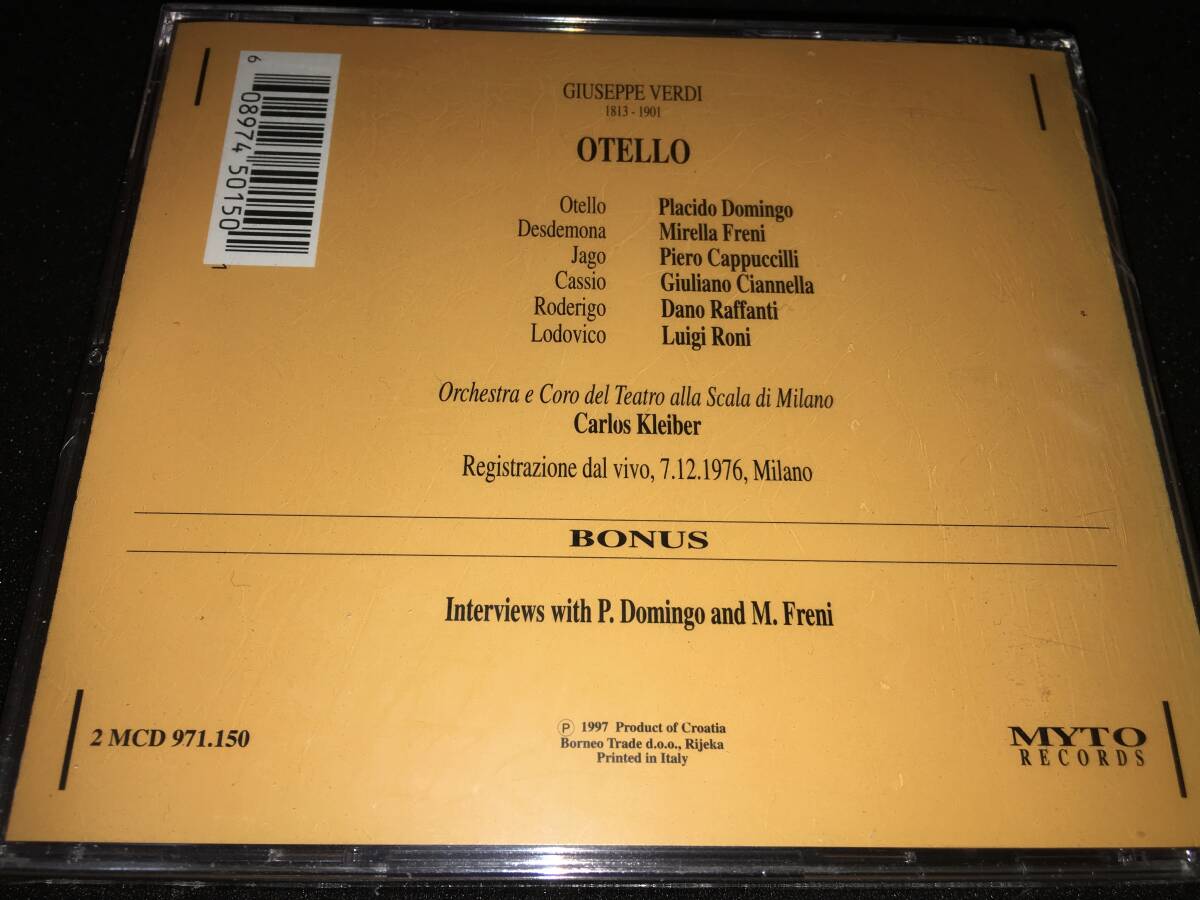 6 08974 50150 1
GIUSEPPE VERDI
1813 - 1901
OTELLO
Otello Placido Domingo
Desdemona Mirella Freni
Jago Piero Cappuccilli
Cassio Giuliano Ciannella
Roderigo Dano Raffanti
Lodovico Luigi Roni
Orchestra e Coro del Teatro alla Scala di Milano
Carlos Kleiber
Registrazione dal vivo, 7.12.1976, Milano
BONUS
Interviews with P. Domingo and M. Freni
2 MCD 971.150
Ⓟ 1997 Product of Croatia
Borneo Trade d.o.o., Rijeka
Printed in Italy
MYTO
RECORDS